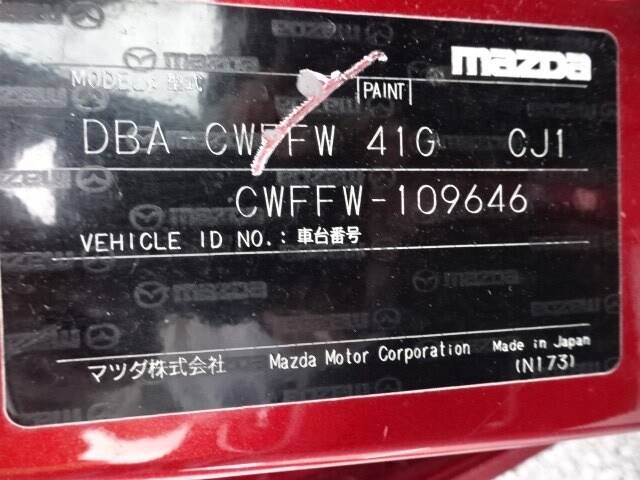 mazda
MODEL: 型式 PAINT
DBA-CWFFW 41G CJ1
CWFFW-109646
VEHICLE ID NO.: 車台番号
マツダ株式会社 Mazda Motor Corporation Made in Japan
(N173)